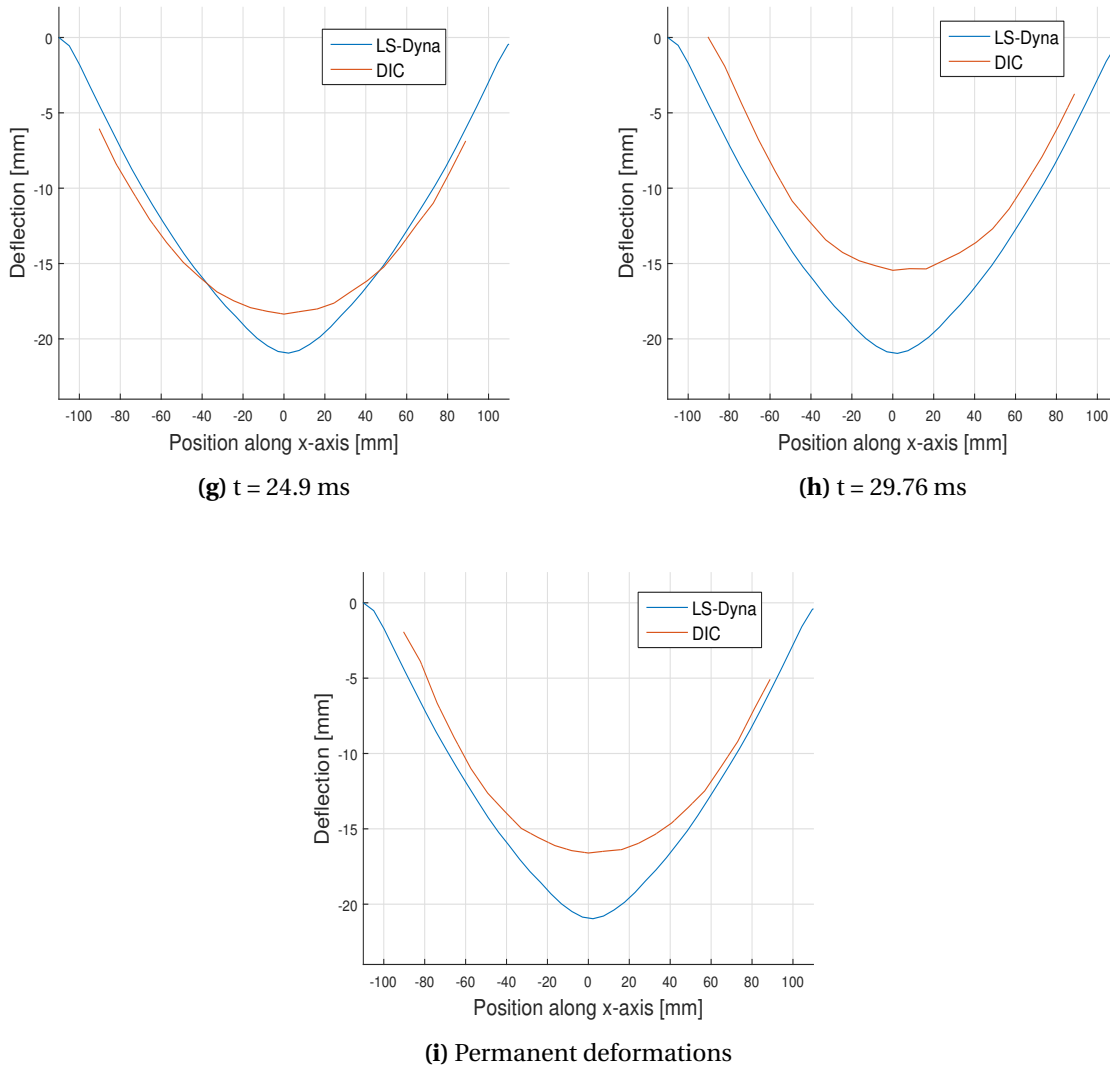 0
-5
-10
-15
-20
Deflection [mm]
LS-Dyna
DIC
-100 -80 -60 -40 -20 0 20 40 60 80 100
Position along x-axis [mm]
(g) t = 24.9 ms
0
-5
-10
-15
-20
Deflection [mm]
LS-Dyna
DIC
-100 -80 -60 -40 -20 0 20 40 60 80 100
Position along x-axis [mm]
(h) t = 29.76 ms
0
-5
-10
-15
-20
Deflection [mm]
LS-Dyna
DIC
-100 -80 -60 -40 -20 0 20 40 60 80 100
Position along x-axis [mm]
(i) Permanent deformations